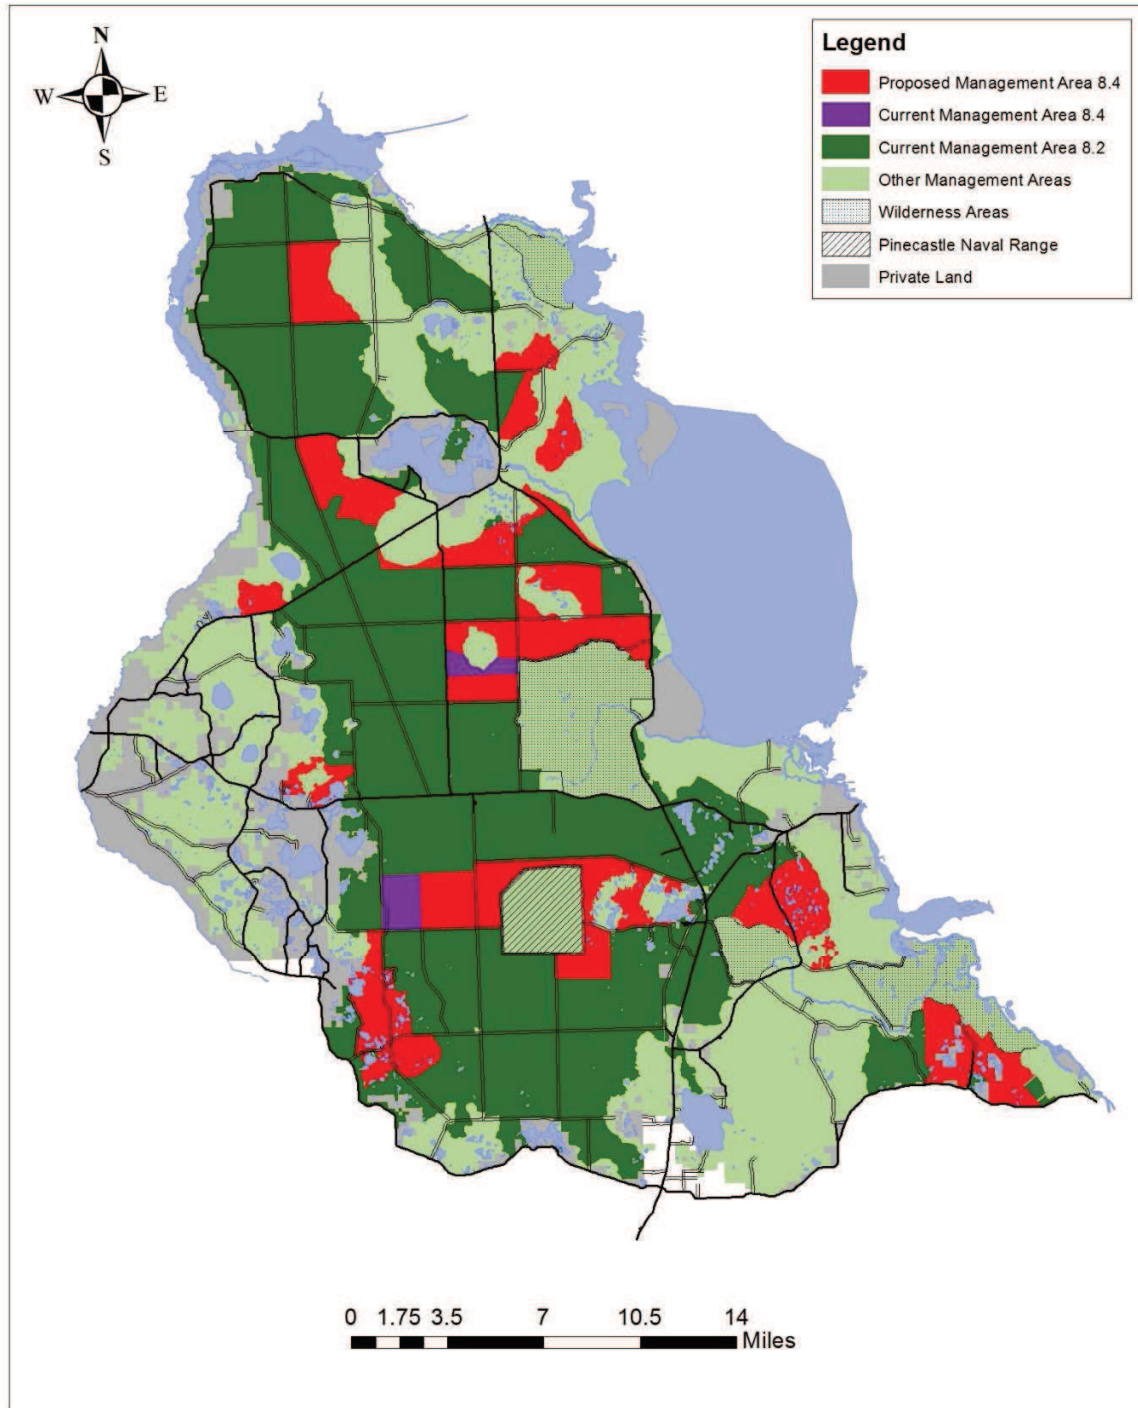 N
W E
S
Legend
Proposed Management Area 8.4
Current Management Area 8.4
Current Management Area 8.2
Other Management Areas
Wilderness Areas
Pinecastle Naval Range
Private Land
0 1.75 3.5 7 10.5 14
Miles